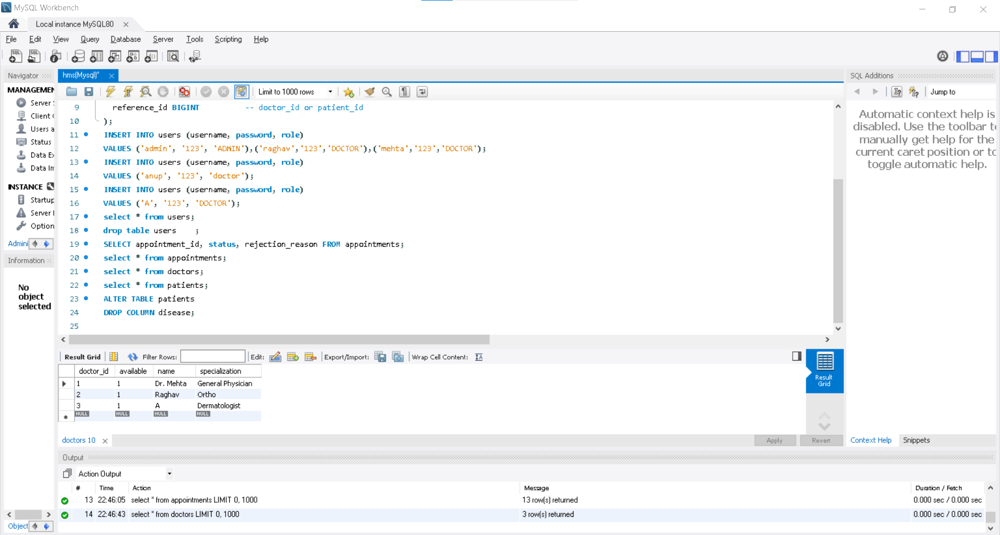 MySQL Workbench
Local instance MySQL80
File Edit View Query Database Server Tools Scripting Help
Navigator
MANAGEMEN
Server
Client
Users a
Status
Data Ex
Data In
INSTANCE
Startup
Server
Option
Admini
Information
No
object
selected
Object
hms(Mysql)*
Limit to 1000 rows
9 reference_id BIGINT -- doctor_id or patient_id
10 );
11 INSERT INTO users (username, password, role)
12 VALUES ('admin', '123', 'ADMIN'),('raghav','123','DOCTOR'),('mehta','123','DOCTOR');
13 INSERT INTO users (username, password, role)
14 VALUES ('anup', '123', 'doctor');
15 INSERT INTO users (username, password, role)
16 VALUES ('A', '123', 'DOCTOR');
17 select * from users;
18 drop table users ;
19 SELECT appointment_id, status, rejection_reason FROM appointments;
20 select * from appointments;
21 select * from doctors;
22 select * from patients;
23 ALTER TABLE patients
24 DROP COLUMN disease;
25
Result Grid Filter Rows: Edit: Export/Import: Wrap Cell Content:
doctor_id available name specialization
1 1 Dr. Mehta General Physician
2 1 Raghav Ortho
3 1 A Dermatologist
NULL NULL NULL NULL
Result
Grid
doctors 10
Apply Revert
SQL Additions
Jump to
Automatic context help is
disabled. Use the toolbar to
manually get help for the
current caret position or to
toggle automatic help.
Context Help Snippets
Output
Action Output
# Time Action Message Duration / Fetch
13 22:46:05 select * from appointments LIMIT 0, 1000 13 row(s) returned 0.000 sec / 0.000 sec
14 22:46:43 select * from doctors LIMIT 0, 1000 3 row(s) returned 0.000 sec / 0.000 sec